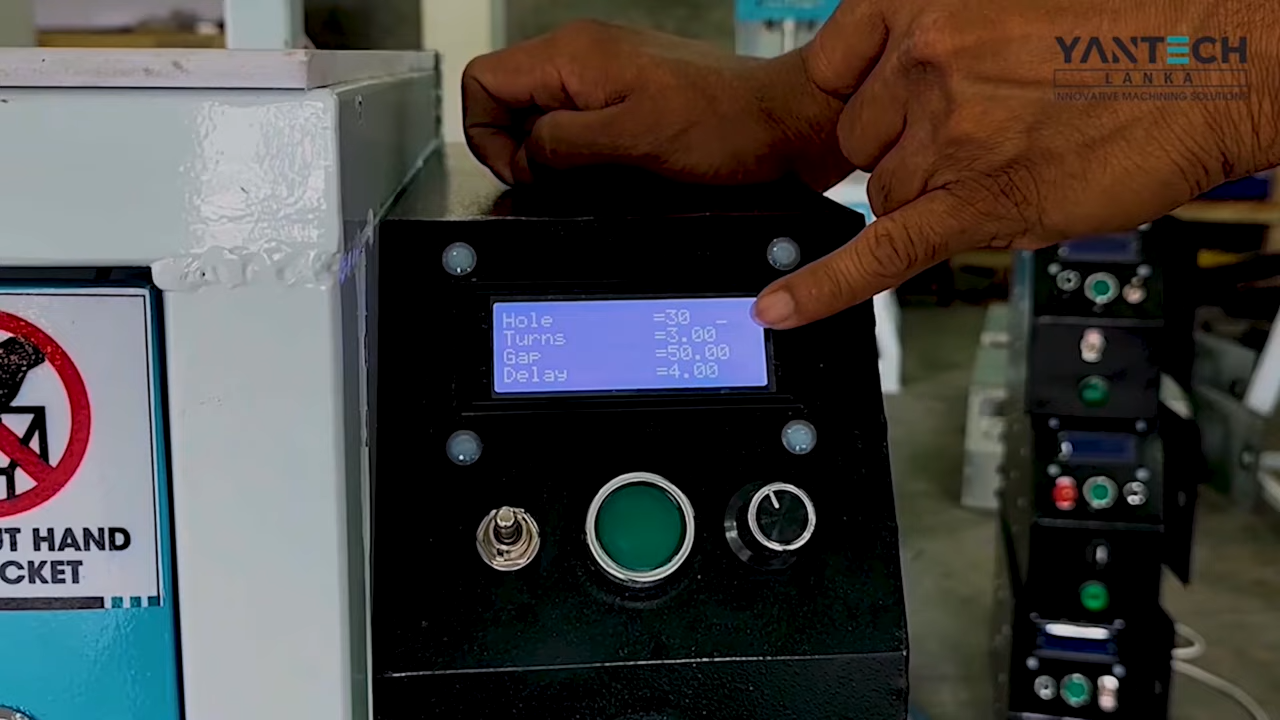 YANTECH
LANKA
INNOVATIVE MACHINING SOLUTIONS
Hole =30 _
Turns =3.00
Gap =50.00
Delay =4.00
UT HAND
CKET